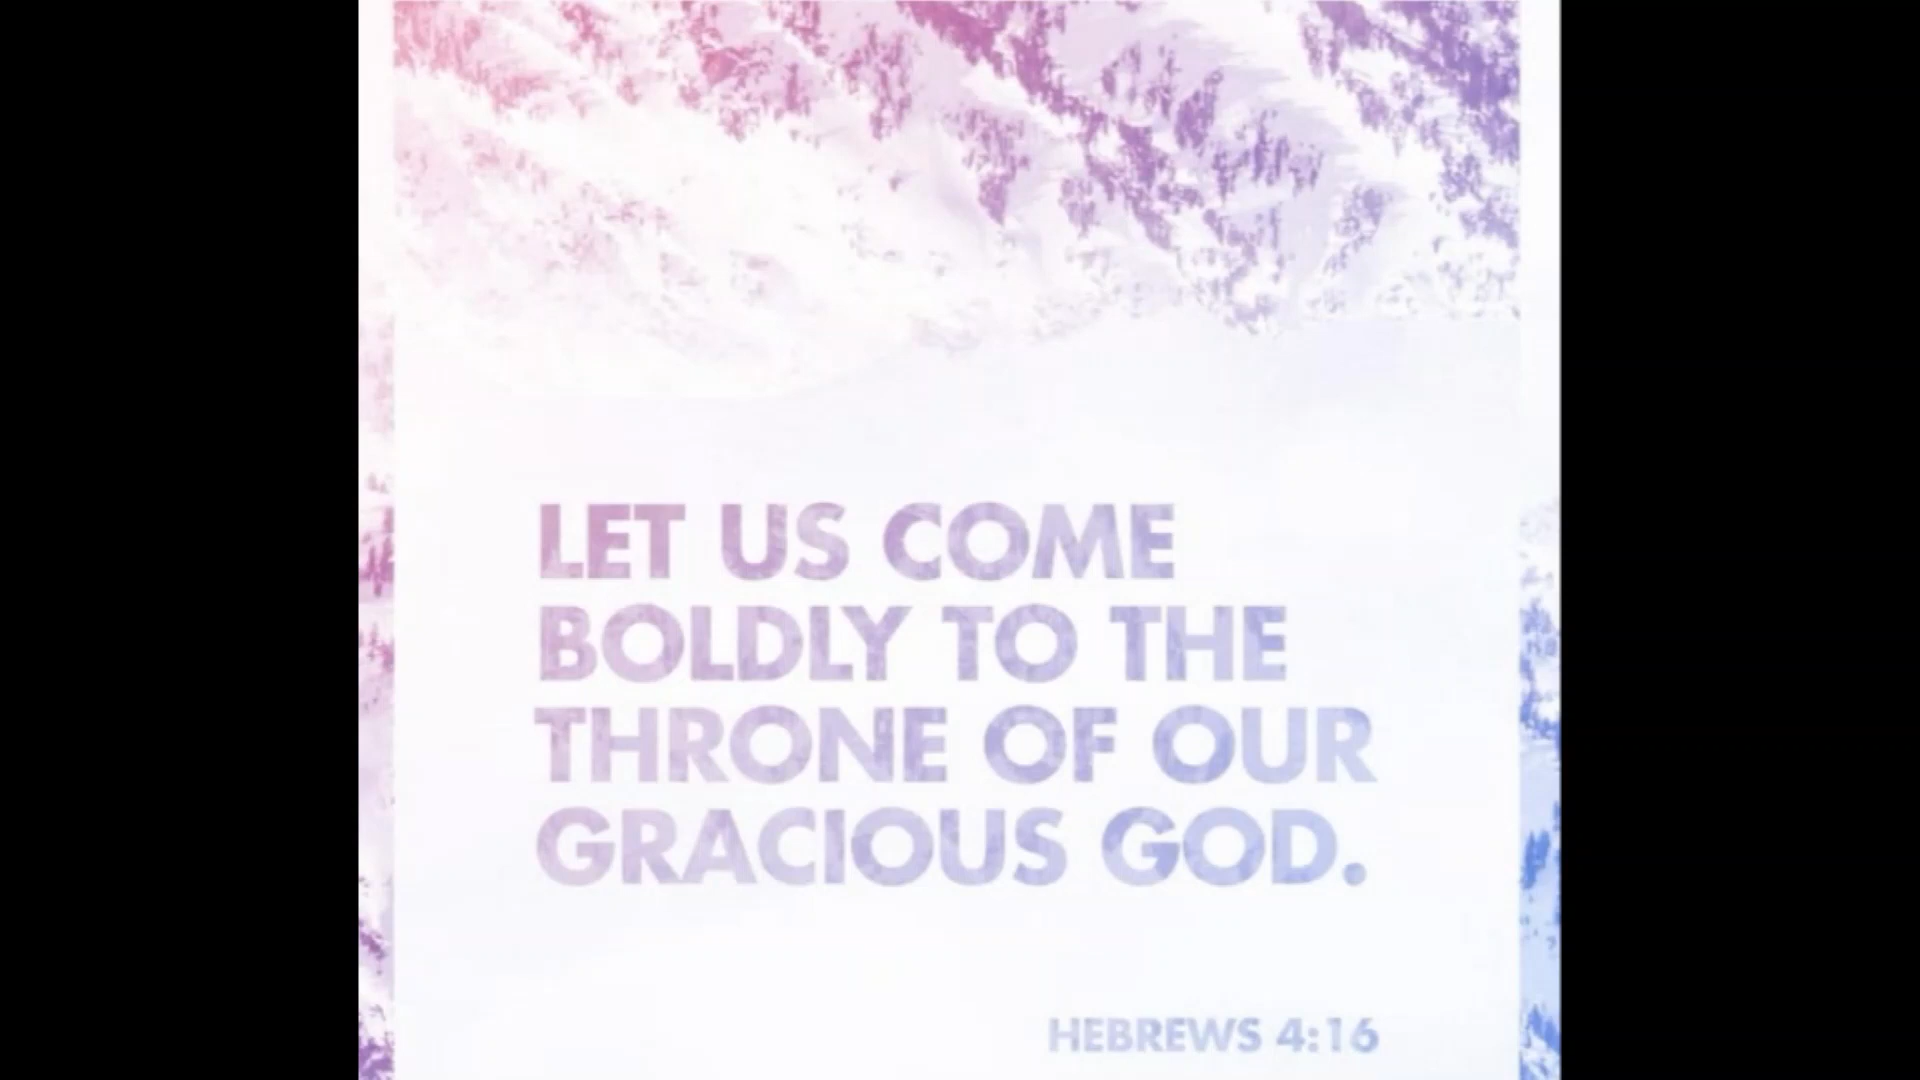 LET US COME
BOLDLY TO THE
THRONE OF OUR
GRACIOUS GOD.
HEBREWS 4:16